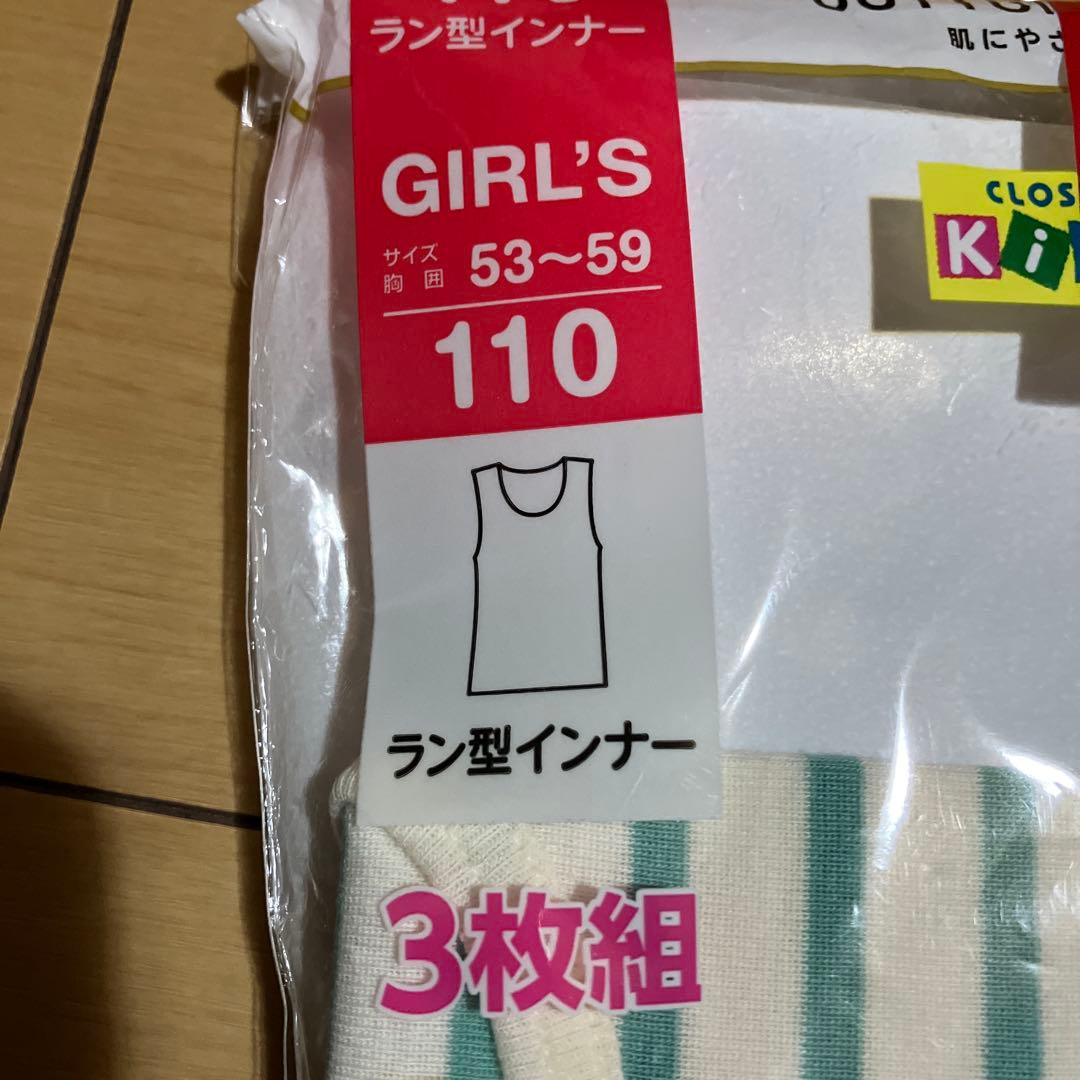 ラン型インナー
肌にやさ
GIRL'S
CLOS
Ki
サイズ
胸囲 53～59
110
ラン型インナー
3枚組